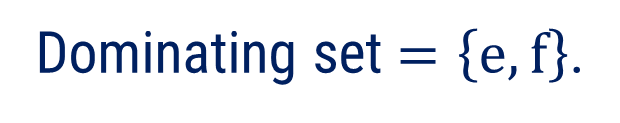 Dominating set = {e, f}.